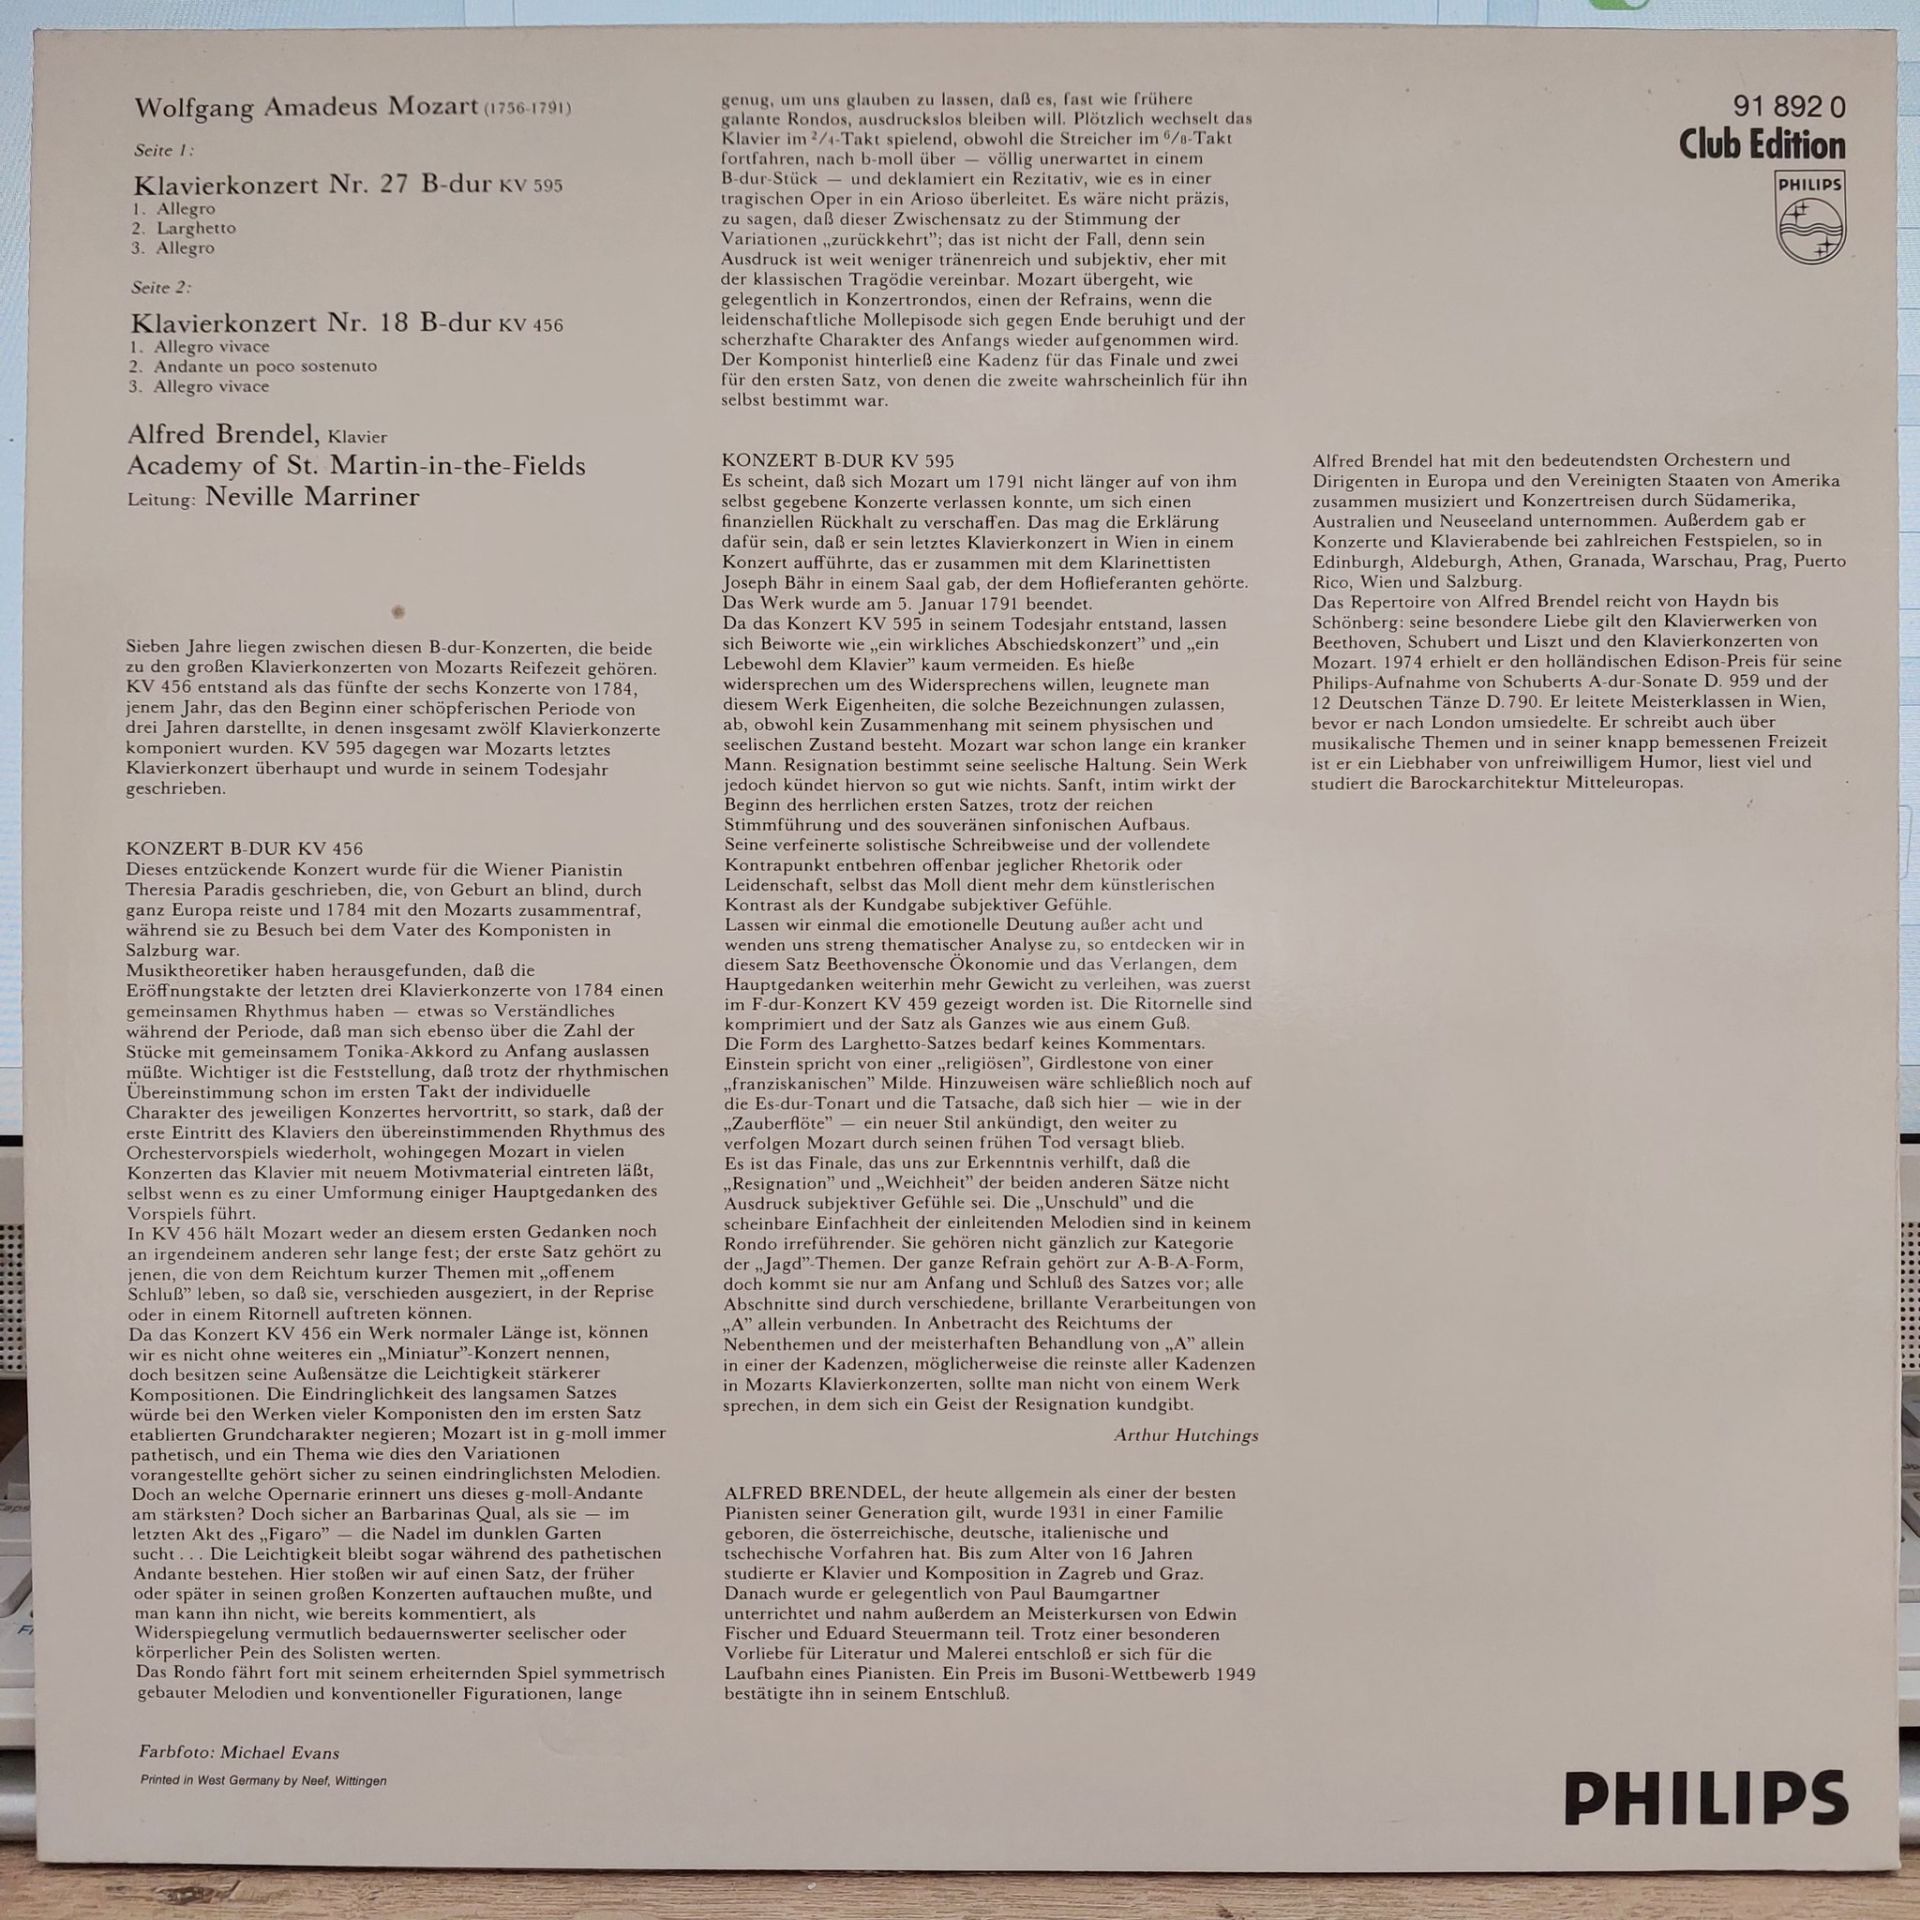 Wolfgang Amadeus Mozart (1756-1791)
Seite 1:
Klavierkonzert Nr. 27 B-dur KV 595
1. Allegro
2. Larghetto
3. Allegro
Seite 2:
Klavierkonzert Nr. 18 B-dur KV 456
1. Allegro vivace
2. Andante un poco sostenuto
3. Allegro vivace
Alfred Brendel, Klavier
Academy of St. Martin-in-the-Fields
Leitung: Neville Marriner
Sieben Jahre liegen zwischen diesen B-dur-Konzerten, die beide
zu den großen Klavierkonzerten von Mozarts Reifezeit gehören.
KV 456 entstand als das fünfte der sechs Konzerte von 1784,
jenem Jahr, das den Beginn einer schöpferischen Periode von
drei Jahren darstellte, in denen insgesamt zwölf Klavierkonzerte
komponiert wurden. KV 595 dagegen war Mozarts letztes
Klavierkonzert überhaupt und wurde in seinem Todesjahr
geschrieben.
KONZERT B-DUR KV 456
Dieses entzückende Konzert wurde für die Wiener Pianistin
Theresia Paradis geschrieben, die, von Geburt an blind, durch
ganz Europa reiste und 1784 mit den Mozarts zusammentraf,
während sie zu Besuch bei dem Vater des Komponisten in
Salzburg war.
Musiktheoretiker haben herausgefunden, daß die
Eröffnungstakte der letzten drei Klavierkonzerte von 1784 einen
gemeinsamen Rhythmus haben — etwas so Verständliches
während der Periode, daß man sich ebenso über die Zahl der
Stücke mit gemeinsamem Tonika-Akkord zu Anfang auslassen
müßte. Wichtiger ist die Feststellung, daß trotz der rhythmischen
Übereinstimmung schon im ersten Takt der individuelle
Charakter des jeweiligen Konzertes hervortritt, so stark, daß der
erste Eintritt des Klaviers den übereinstimmenden Rhythmus des
Orchestervorspiels wiederholt, wohingegen Mozart in vielen
Konzerten das Klavier mit neuem Motivmaterial eintreten läßt,
selbst wenn es zu einer Umformung einiger Hauptgedanken des
Vorspiels führt.
In KV 456 hält Mozart weder an diesem ersten Gedanken noch
an irgendeinem anderen sehr lange fest; der erste Satz gehört zu
jenen, die von dem Reichtum kurzer Themen mit „offenem
Schluß” leben, so daß sie, verschieden ausgeziert, in der Reprise
oder in einem Ritornell auftreten können.
Da das Konzert KV 456 ein Werk normaler Länge ist, können
wir es nicht ohne weiteres ein „Miniatur”-Konzert nennen,
doch besitzen seine Außensätze die Leichtigkeit stärkerer
Kompositionen. Die Eindringlichkeit des langsamen Satzes
würde bei den Werken vieler Komponisten den im ersten Satz
etablierten Grundcharakter negieren; Mozart ist in g-moll immer
pathetisch, und ein Thema wie dies den Variationen
vorangestellte gehört sicher zu seinen eindringlichsten Melodien.
Doch an welche Opernarie erinnert uns dieses g-moll-Andante
am stärksten? Doch sicher an Barbarinas Qual, als sie — im
letzten Akt des „Figaro” — die Nadel im dunklen Garten
sucht . . . Die Leichtigkeit bleibt sogar während des pathetischen
Andante bestehen. Hier stoßen wir auf einen Satz, der früher
oder später in seinen großen Konzerten auftauchen mußte, und
man kann ihn nicht, wie bereits kommentiert, als
Widerspiegelung vermutlich bedauernswerter seelischer oder
körperlicher Pein des Solisten werten.
Das Rondo fährt fort mit seinem erheiternden Spiel symmetrisch
gebauter Melodien und konventioneller Figurationen, lange
Farbfoto: Michael Evans
Printed in West Germany by Neef, Wittingen
genug, um uns glauben zu lassen, daß es, fast wie frühere
galante Rondos, ausdruckslos bleiben will. Plötzlich wechselt das
Klavier im 2/4-Takt spielend, obwohl die Streicher im 6/8-Takt
fortfahren, nach b-moll über — völlig unerwartet in einem
B-dur-Stück — und deklamiert ein Rezitativ, wie es in einer
tragischen Oper in ein Arioso überleitet. Es wäre nicht präzis,
zu sagen, daß dieser Zwischensatz zu der Stimmung der
Variationen „zurückkehrt”; das ist nicht der Fall, denn sein
Ausdruck ist weit weniger tränenreich und subjektiv, eher mit
der klassischen Tragödie vereinbar. Mozart übergeht, wie
gelegentlich in Konzertrondos, einen der Refrains, wenn die
leidenschaftliche Mollepisode sich gegen Ende beruhigt und der
scherzhafte Charakter des Anfangs wieder aufgenommen wird.
Der Komponist hinterließ eine Kadenz für das Finale und zwei
für den ersten Satz, von denen die zweite wahrscheinlich für ihn
selbst bestimmt war.
KONZERT B-DUR KV 595
Es scheint, daß sich Mozart um 1791 nicht länger auf von ihm
selbst gegebene Konzerte verlassen konnte, um sich einen
finanziellen Rückhalt zu verschaffen. Das mag die Erklärung
dafür sein, daß er sein letztes Klavierkonzert in Wien in einem
Konzert aufführte, das er zusammen mit dem Klarinettisten
Joseph Bähr in einem Saal gab, der dem Hoflieferanten gehörte.
Das Werk wurde am 5. Januar 1791 beendet.
Da das Konzert KV 595 in seinem Todesjahr entstand, lassen
sich Beiworte wie „ein wirkliches Abschiedskonzert” und „ein
Lebewohl dem Klavier” kaum vermeiden. Es hieße
widersprechen um des Widersprechens willen, leugnete man
diesem Werk Eigenheiten, die solche Bezeichnungen zulassen,
ab, obwohl kein Zusammenhang mit seinem physischen und
seelischen Zustand besteht. Mozart war schon lange ein kranker
Mann. Resignation bestimmt seine seelische Haltung. Sein Werk
jedoch kündet hiervon so gut wie nichts. Sanft, intim wirkt der
Beginn des herrlichen ersten Satzes, trotz der reichen
Stimmführung und des souveränen sinfonischen Aufbaus.
Seine verfeinerte solistische Schreibweise und der vollendete
Kontrapunkt entbehren offenbar jeglicher Rhetorik oder
Leidenschaft, selbst das Moll dient mehr dem künstlerischen
Kontrast als der Kundgabe subjektiver Gefühle.
Lassen wir einmal die emotionelle Deutung außer acht und
wenden uns streng thematischer Analyse zu, so entdecken wir in
diesem Satz Beethovensche Ökonomie und das Verlangen, dem
Hauptgedanken weiterhin mehr Gewicht zu verleihen, was zuerst
im F-dur-Konzert KV 459 gezeigt worden ist. Die Ritornelle sind
komprimiert und der Satz als Ganzes wie aus einem Guß.
Die Form des Larghetto-Satzes bedarf keines Kommentars.
Einstein spricht von einer „religiösen”, Girdlestone von einer
„franziskanischen” Milde. Hinzuweisen wäre schließlich noch auf
die Es-dur-Tonart und die Tatsache, daß sich hier — wie in der
„Zauberflöte” — ein neuer Stil ankündigt, den weiter zu
verfolgen Mozart durch seinen frühen Tod versagt blieb.
Es ist das Finale, das uns zur Erkenntnis verhilft, daß die
„Resignation” und „Weichheit” der beiden anderen Sätze nicht
Ausdruck subjektiver Gefühle sei. Die „Unschuld” und die
scheinbare Einfachheit der einleitenden Melodien sind in keinem
Rondo irreführender. Sie gehören nicht gänzlich zur Kategorie
der „Jagd”-Themen. Der ganze Refrain gehört zur A-B-A-Form,
doch kommt sie nur am Anfang und Schluß des Satzes vor; alle
Abschnitte sind durch verschiedene, brillante Verarbeitungen von
„A” allein verbunden. In Anbetracht des Reichtums der
Nebenthemen und der meisterhaften Behandlung von „A” allein
in einer der Kadenzen, möglicherweise die reinste aller Kadenzen
in Mozarts Klavierkonzerten, sollte man nicht von einem Werk
sprechen, in dem sich ein Geist der Resignation kundgibt.
Arthur Hutchings
ALFRED BRENDEL, der heute allgemein als einer der besten
Pianisten seiner Generation gilt, wurde 1931 in einer Familie
geboren, die österreichische, deutsche, italienische und
tschechische Vorfahren hat. Bis zum Alter von 16 Jahren
studierte er Klavier und Komposition in Zagreb und Graz.
Danach wurde er gelegentlich von Paul Baumgartner
unterrichtet und nahm außerdem an Meisterkursen von Edwin
Fischer und Eduard Steuermann teil. Trotz einer besonderen
Vorliebe für Literatur und Malerei entschloß er sich für die
Laufbahn eines Pianisten. Ein Preis im Busoni-Wettbewerb 1949
bestätigte ihn in seinem Entschluß.
91 892 0
Club Edition
PHILIPS
Alfred Brendel hat mit den bedeutendsten Orchestern und
Dirigenten in Europa und den Vereinigten Staaten von Amerika
zusammen musiziert und Konzertreisen durch Südamerika,
Australien und Neuseeland unternommen. Außerdem gab er
Konzerte und Klavierabende bei zahlreichen Festspielen, so in
Edinburgh, Aldeburgh, Athen, Granada, Warschau, Prag, Puerto
Rico, Wien und Salzburg.
Das Repertoire von Alfred Brendel reicht von Haydn bis
Schönberg: seine besondere Liebe gilt den Klavierwerken von
Beethoven, Schubert und Liszt und den Klavierkonzerten von
Mozart. 1974 erhielt er den holländischen Edison-Preis für seine
Philips-Aufnahme von Schuberts A-dur-Sonate D. 959 und der
12 Deutschen Tänze D. 790. Er leitete Meisterklassen in Wien,
bevor er nach London umsiedelte. Er schreibt auch über
musikalische Themen und in seiner knapp bemessenen Freizeit
ist er ein Liebhaber von unfreiwilligem Humor, liest viel und
studiert die Barockarchitektur Mitteleuropas.
PHILIPS